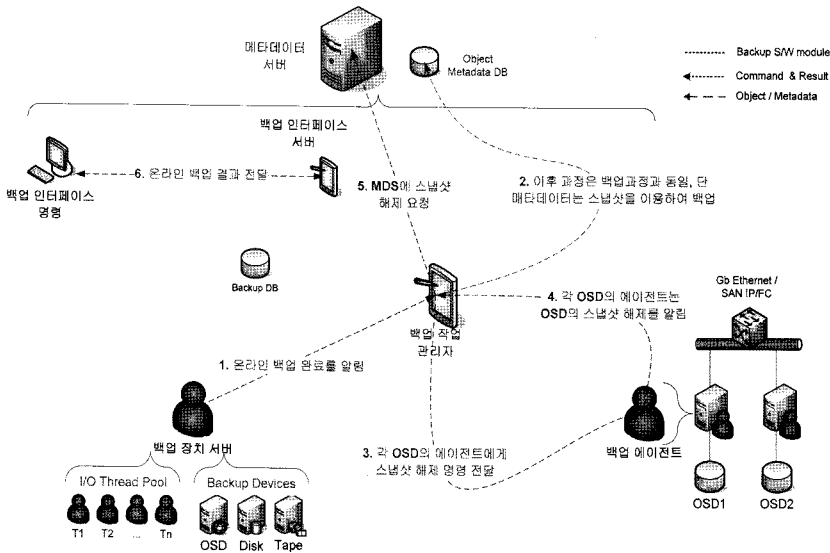 메타데이터
서버
Object
Metadata DB
Backup S/W module
Command & Result
Object / Metadata
백업 인터페이스
서버
6. 온라인 백업 결과 전달
백업 인터페이스
명령
5. MDS에 스냅샷
해제 요청
2. 이후 과정은 백업과정과 동일, 단
매타데이터는 스냅샷을 이용하여 백업
Backup DB
Gb Ethernet /
SAN IP/FC
4. 각 OSD의 에이전트는
OSD의 스냅샷 해제를 알림
백업 작업
관리자
1. 온라인 백업 완료를 알림
백업 장치 서버
3. 각 OSD의 에이전트에게
스냅샷 해제 명령 전달
백업 에이전트
I/O Thread Pool
Backup Devices
T1 T2 ... Tn
OSD Disk Tape
OSD1 OSD2